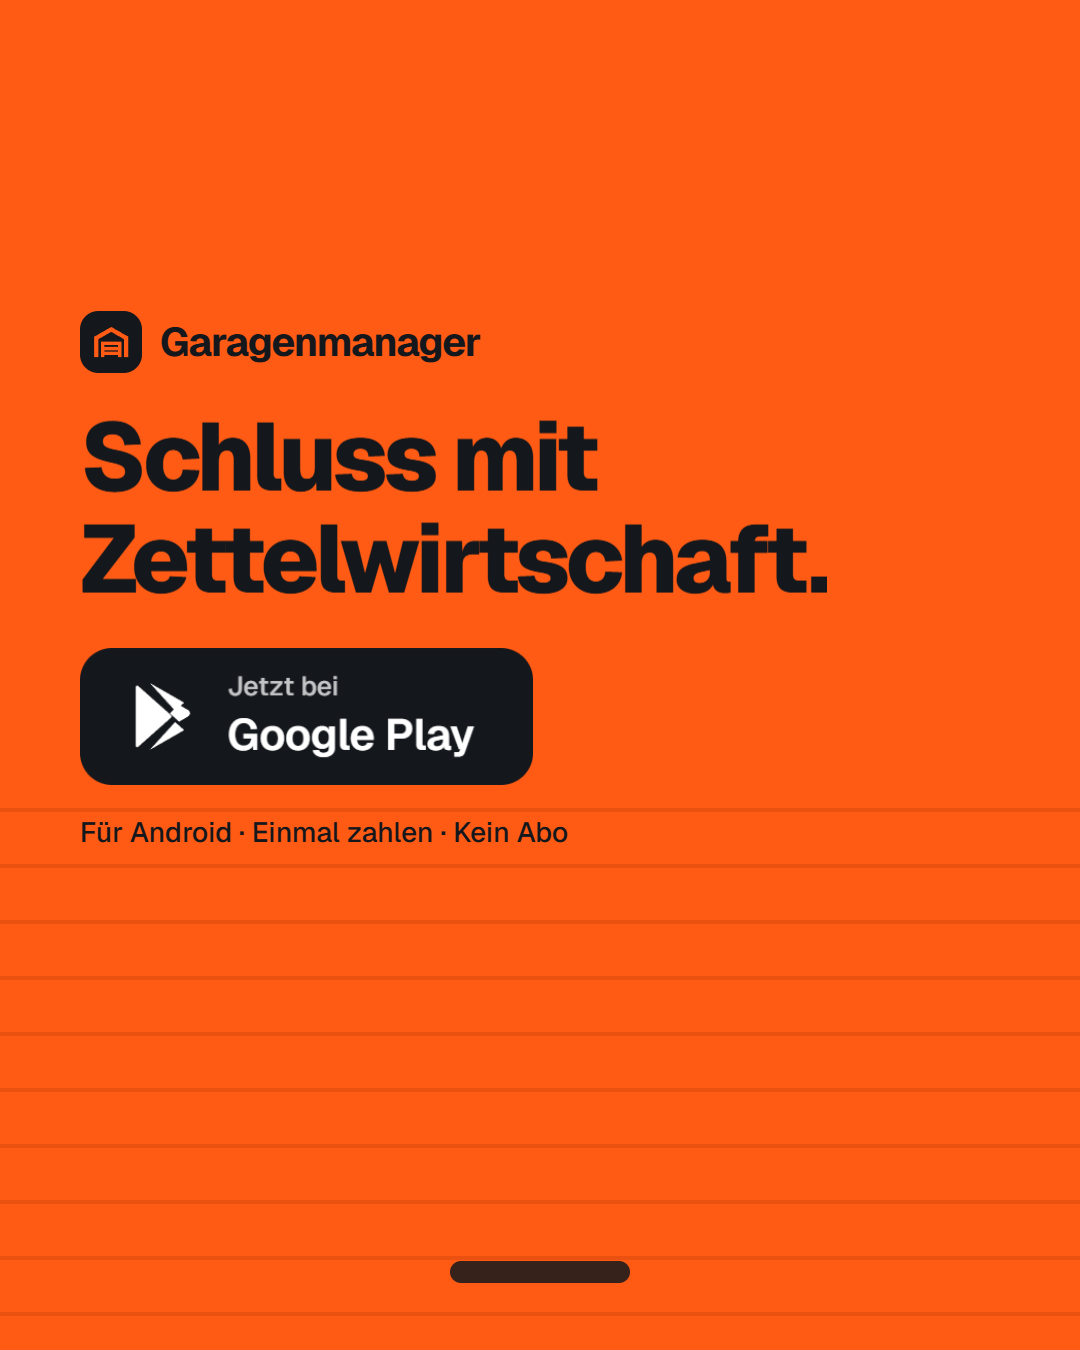 Garagenmanager
Schluss mit
Zettelwirtschaft.
Jetzt bei
Google Play
Für Android · Einmal zahlen · Kein Abo